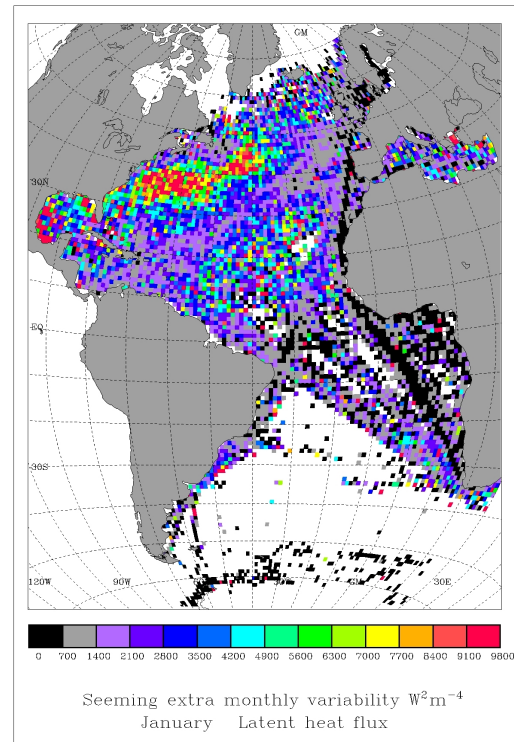 GM
30N
EQ
30S
120W 90W 30W GM 30E
0 700 1400 2100 2800 3500 4200 4900 5600 6300 7000 7700 8400 9100 9800
Seeming extra monthly variability W²m⁻⁴
January Latent heat flux